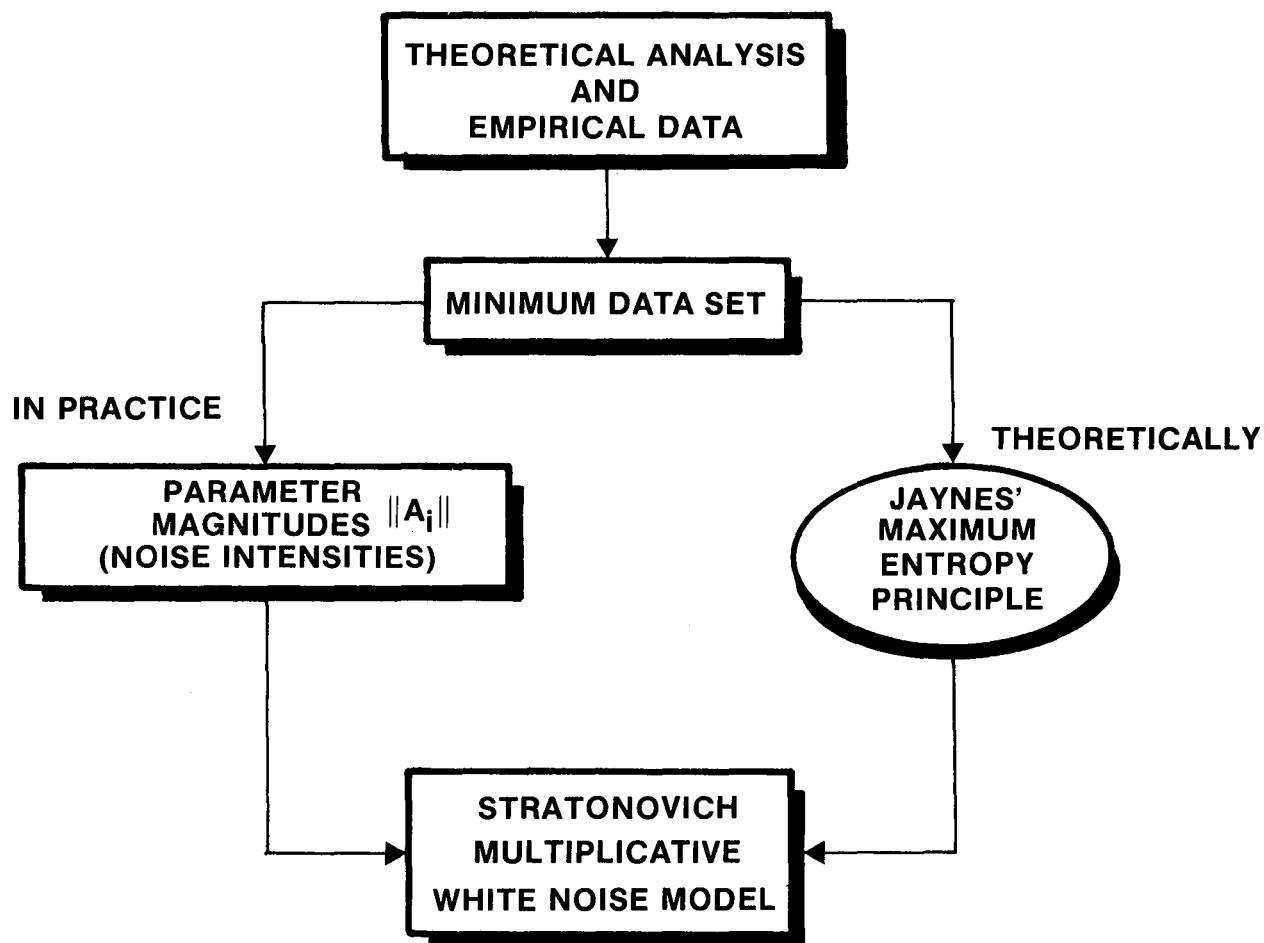 THEORETICAL ANALYSIS
AND
EMPIRICAL DATA
MINIMUM DATA SET
IN PRACTICE
THEORETICALLY
PARAMETER
MAGNITUDES ||Ai||
(NOISE INTENSITIES)
JAYNES'
MAXIMUM
ENTROPY
PRINCIPLE
STRATONOVICH
MULTIPLICATIVE
WHITE NOISE MODEL